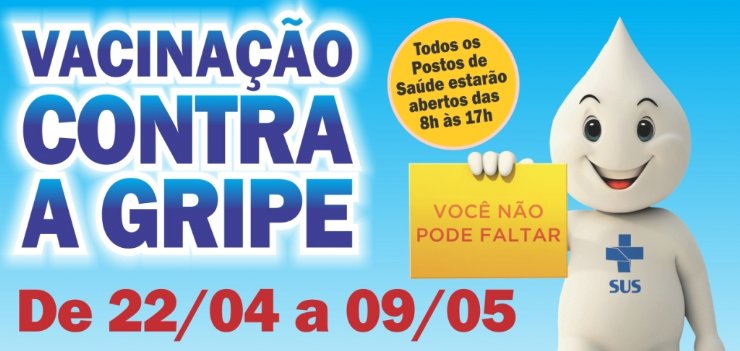 VACINAÇÃO
CONTRA
A GRIPE
Todos os
Postos de
Saúde estarão
abertos das
8h às 17h
VOCÊ NÃO
PODE FALTAR
SUS
De 22/04 a 09/05